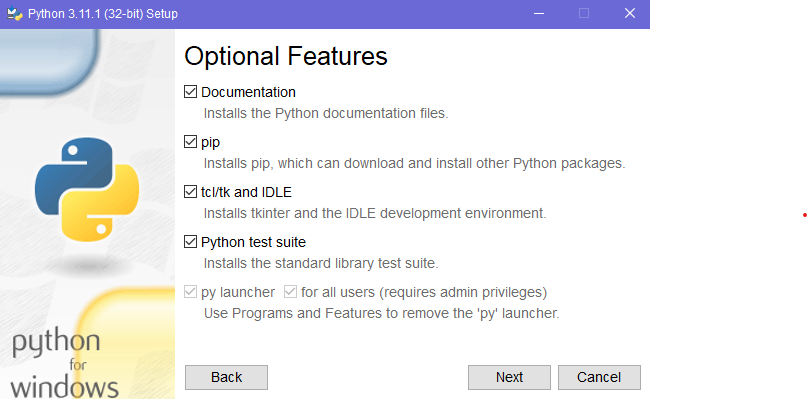 Python 3.11.1 (32-bit) Setup
Optional Features
Documentation
Installs the Python documentation files.
pip
Installs pip, which can download and install other Python packages.
tcl/tk and IDLE
Installs tkinter and the IDLE development environment.
Python test suite
Installs the standard library test suite.
py launcher for all users (requires admin privileges)
Use Programs and Features to remove the 'py' launcher.
python
for
windows
Back Next Cancel